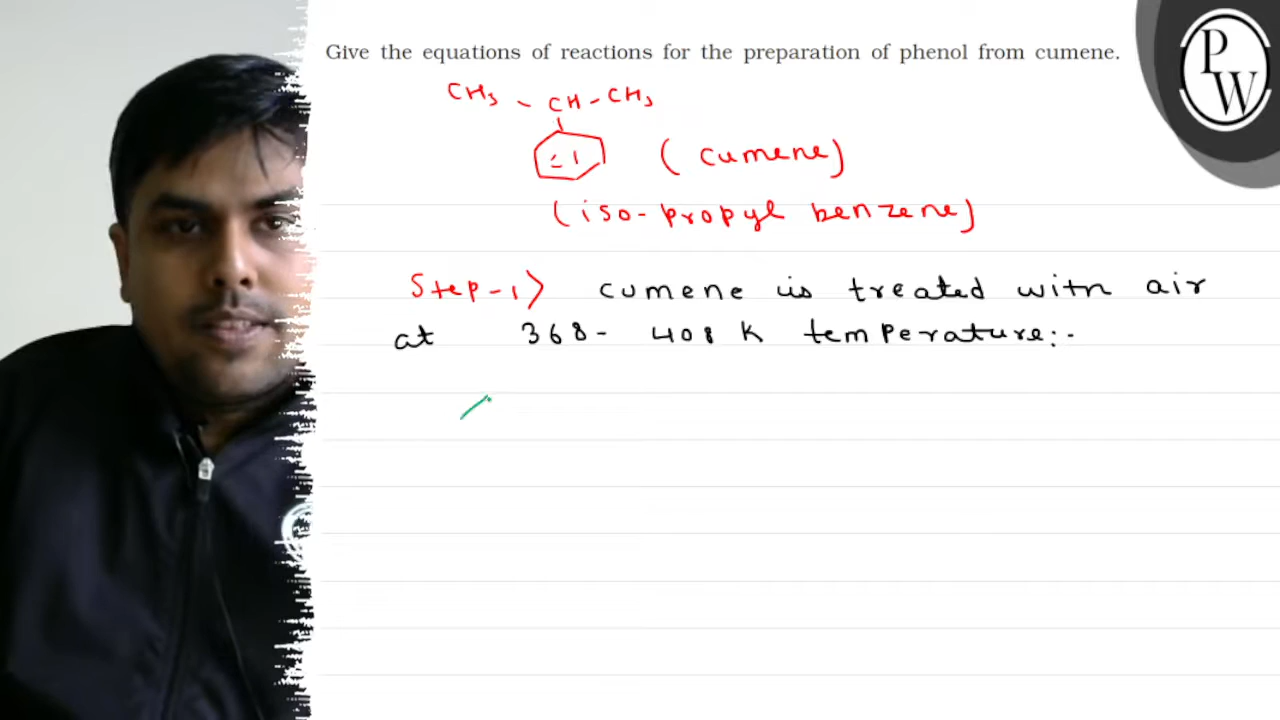 Give the equations of reactions for the preparation of phenol from cumene.
P
W
CH3 - CH - CH3
(cumene)
(iso-propyl benzene)
Step-1> cumene is treated with air
at 368- 408 K temperature:-